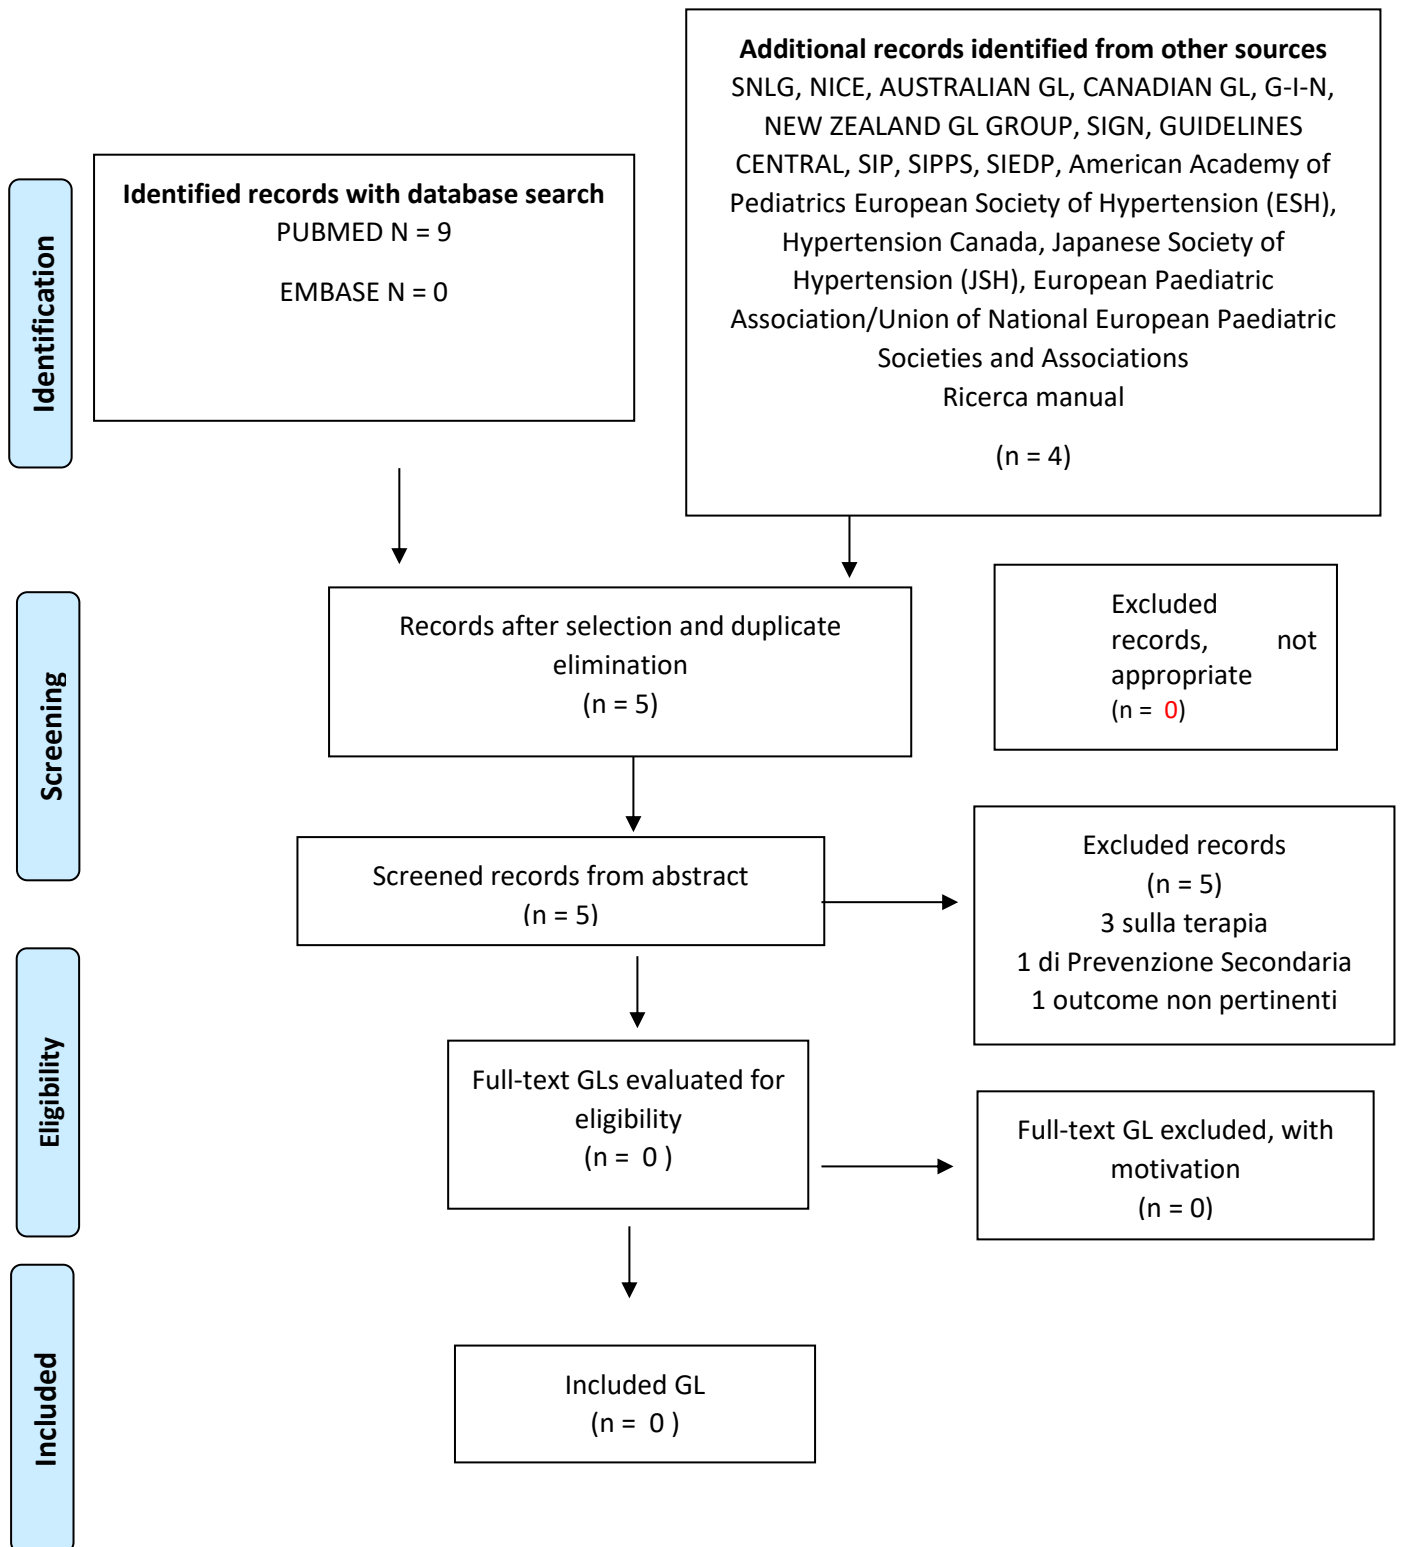 Identification
Identified records with database search
PUBMED N = 9
EMBASE N = 0
Additional records identified from other sources
SNLG, NICE, AUSTRALIAN GL, CANADIAN GL, G-I-N,
NEW ZEALAND GL GROUP, SIGN, GUIDELINES
CENTRAL, SIP, SIPPS, SIEDP, American Academy of
Pediatrics European Society of Hypertension (ESH),
Hypertension Canada, Japanese Society of
Hypertension (JSH), European Paediatric
Association/Union of National European Paediatric
Societies and Associations
Ricerca manual
(n = 4)
Screening
Records after selection and duplicate
elimination
(n = 5)
Excluded
records, not
appropriate
(n = 0)
Screened records from abstract
(n = 5)
Excluded records
(n = 5)
3 sulla terapia
1 di Prevenzione Secondaria
1 outcome non pertinenti
Eligibility
Full-text GLs evaluated for
eligibility
(n = 0 )
Full-text GL excluded, with
motivation
(n = 0)
Included
Included GL
(n = 0 )